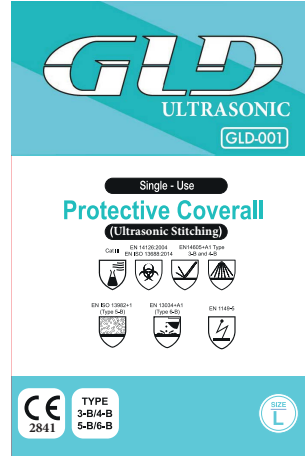 GLD
ULTRASONIC
GLD-001
Single - Use
Protective Coverall
(Ultrasonic Stitching)
Cat III
EN 14126:2004
EN ISO 13688:2014
EN14605+A1 Type
3-B and 4-B
EN ISO 13982+1
(Type 5-B)
EN 13034+A1
(Type 6-B)
EN 1149-5
CE
2841
TYPE
3-B/4-B
5-B/6-B
SIZE
L